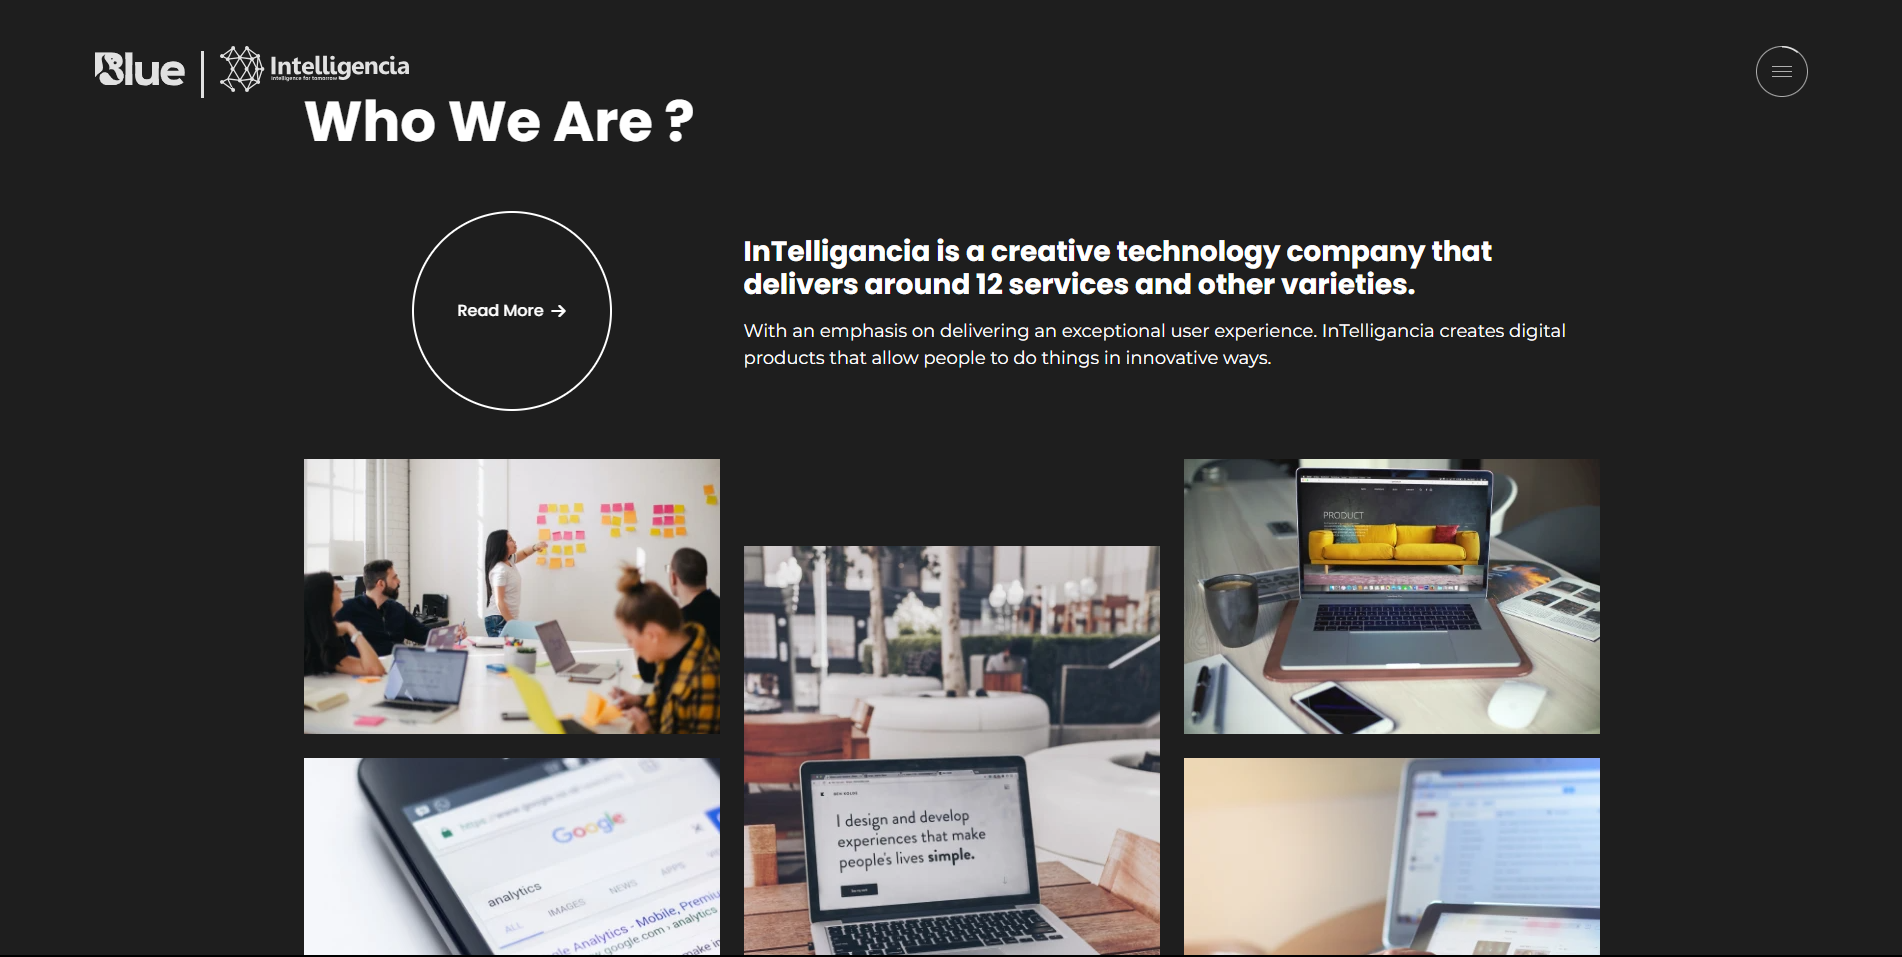 Blue
Intelligencia
intelligence for tomorrow
Who We Are ?
Read More
InTelligancia is a creative technology company that
delivers around 12 services and other varieties.
With an emphasis on delivering an exceptional user experience. InTelligancia creates digital
products that allow people to do things in innovative ways.
PRODUCT
Google
analytics
ALL IMAGES NEWS APPS
le Analytics - Mobile, Premiu
w.google.com › analytics
make in
I design and develop
experiences that make
people's lives simple.